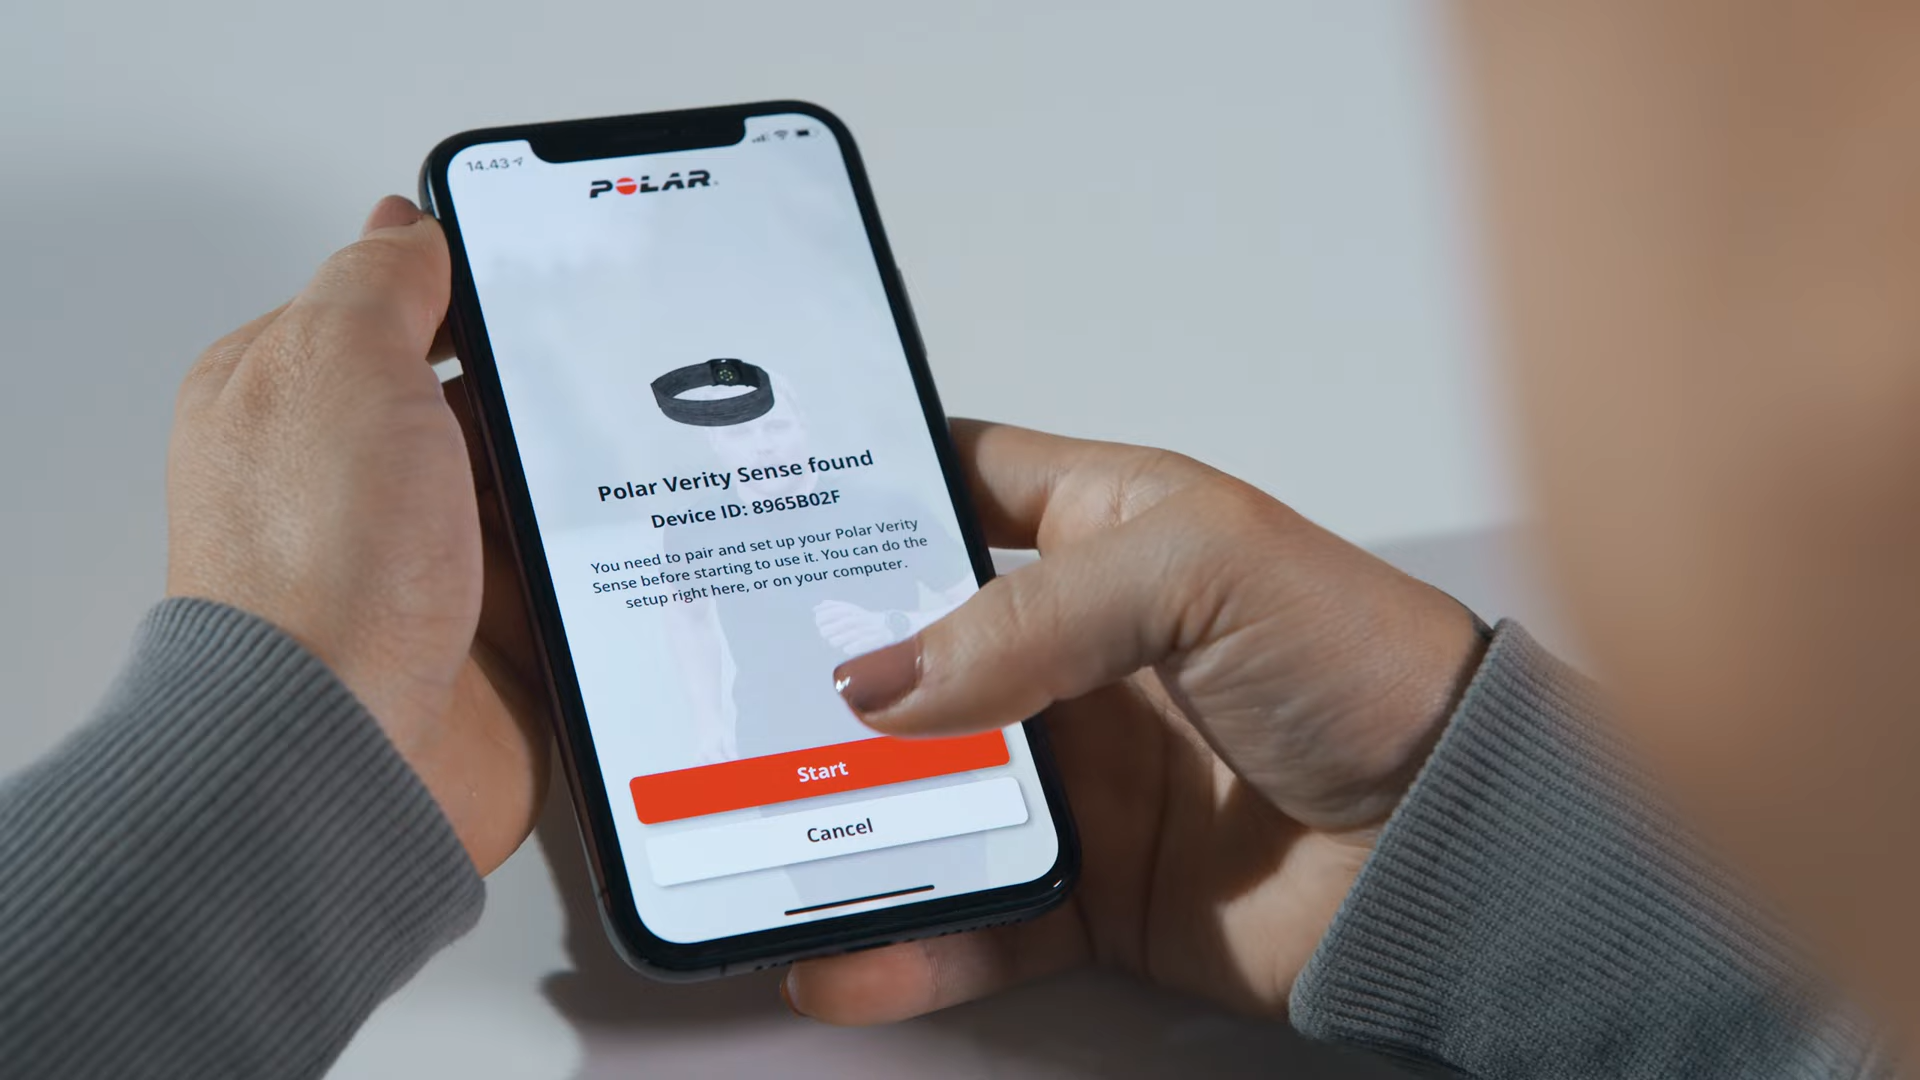 14.43
POLAR
Polar Verity Sense found
Device ID: 8965B02F
You need to pair and set up your Polar Verity
Sense before starting to use it. You can do the
setup right here, or on your computer.
Start
Cancel